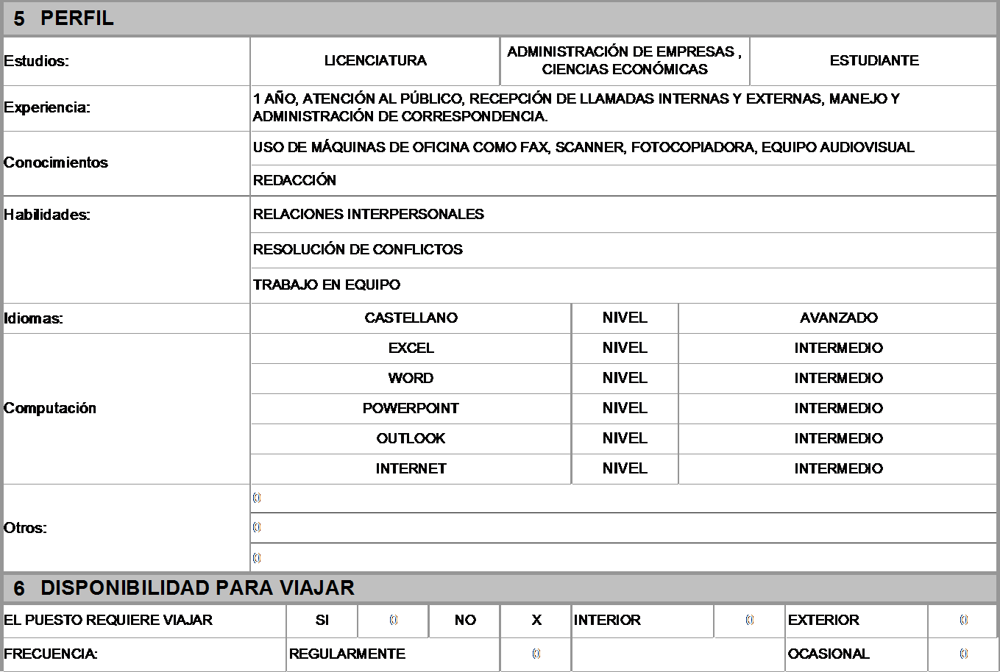 5 PERFIL
Estudios: LICENCIATURA ADMINISTRACIÓN DE EMPRESAS , CIENCIAS ECONÓMICAS ESTUDIANTE
Experiencia: 1 AÑO, ATENCIÓN AL PÚBLICO, RECEPCIÓN DE LLAMADAS INTERNAS Y EXTERNAS, MANEJO Y
ADMINISTRACIÓN DE CORRESPONDENCIA.
Conocimientos USO DE MÁQUINAS DE OFICINA COMO FAX, SCANNER, FOTOCOPIADORA, EQUIPO AUDIOVISUAL
REDACCIÓN
Habilidades: RELACIONES INTERPERSONALES
RESOLUCIÓN DE CONFLICTOS
TRABAJO EN EQUIPO
Idiomas: CASTELLANO NIVEL AVANZADO
EXCEL NIVEL INTERMEDIO
WORD NIVEL INTERMEDIO
Computación POWERPOINT NIVEL INTERMEDIO
OUTLOOK NIVEL INTERMEDIO
INTERNET NIVEL INTERMEDIO
0
Otros: 0
0
6 DISPONIBILIDAD PARA VIAJAR
EL PUESTO REQUIERE VIAJAR SI 0 NO X INTERIOR 0 EXTERIOR 0
FRECUENCIA: REGULARMENTE 0 OCASIONAL 0